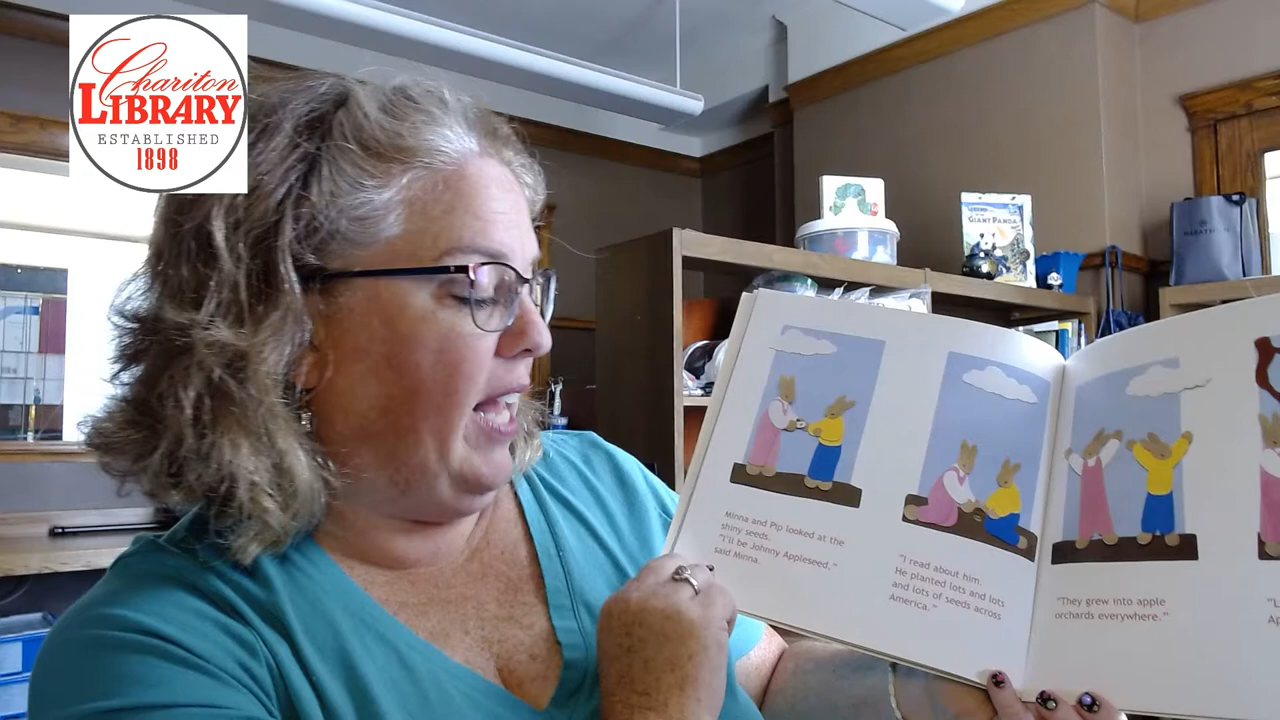 Chariton
LIBRARY
ESTABLISHED
1898
GIANT PANDA
Minna and Pip looked at the
shiny seeds.
"I'll be Johnny Appleseed,"
said Minna.
"I read about him.
He planted lots and lots
and lots of seeds across
America."
"They grew into apple
orchards everywhere."